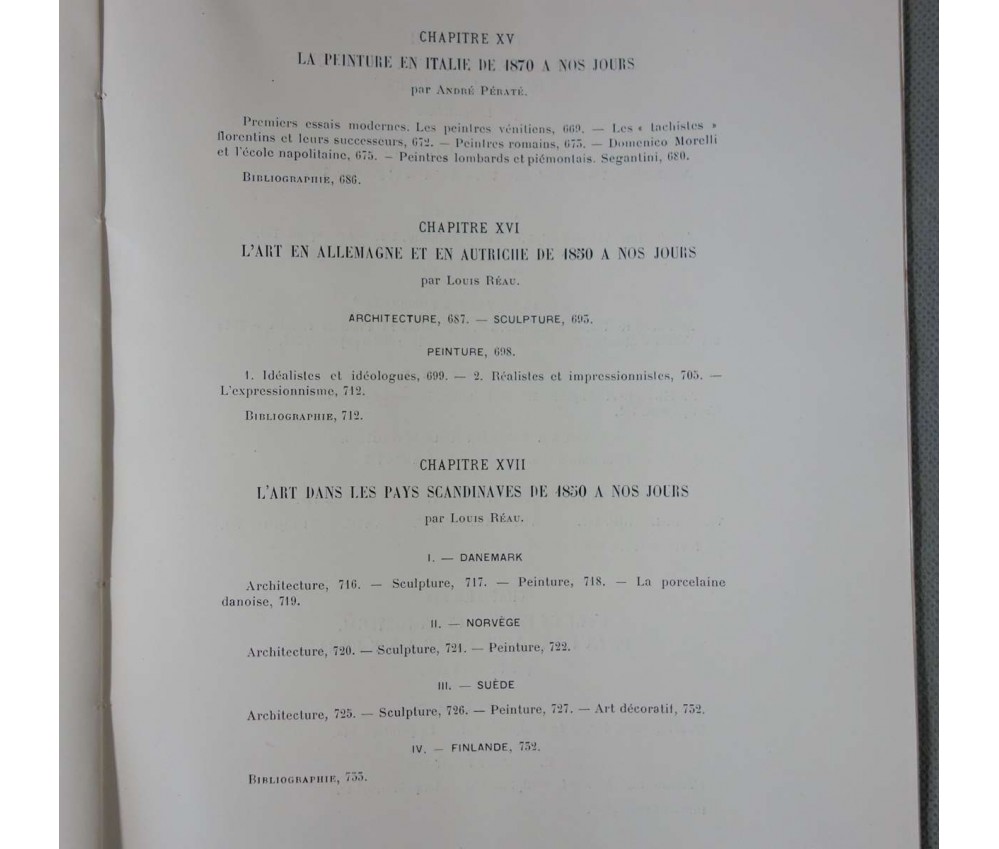 CHAPITRE XV
LA PEINTURE EN ITALIE DE 1870 A NOS JOURS
par André Pératé.
Premiers essais modernes. Les peintres vénitiens, 669. — Les « tachistes »
florentins et leurs successeurs, 672. — Peintres romains, 675. — Domenico Morelli
et l'école napolitaine, 675. — Peintres lombards et piémontais. Segantini, 680.
Bibliographie, 686.
CHAPITRE XVI
L'ART EN ALLEMAGNE ET EN AUTRICHE DE 1850 A NOS JOURS
par Louis Réau.
ARCHITECTURE, 687. — SCULPTURE, 695.
PEINTURE, 698.
1. Idéalistes et idéologues, 699. — 2. Réalistes et impressionnistes, 705. —
L'expressionnisme, 712.
Bibliographie, 712.
CHAPITRE XVII
L'ART DANS LES PAYS SCANDINAVES DE 1850 A NOS JOURS
par Louis Réau.
I. — DANEMARK
Architecture, 716. — Sculpture, 717. — Peinture, 718. — La porcelaine
danoise, 719.
II. — NORVÈGE
Architecture, 720. — Sculpture, 721. — Peinture, 722.
III. — SUÈDE
Architecture, 725. — Sculpture, 726. — Peinture, 727. — Art décoratif, 732.
IV. — FINLANDE, 732.
Bibliographie, 733.